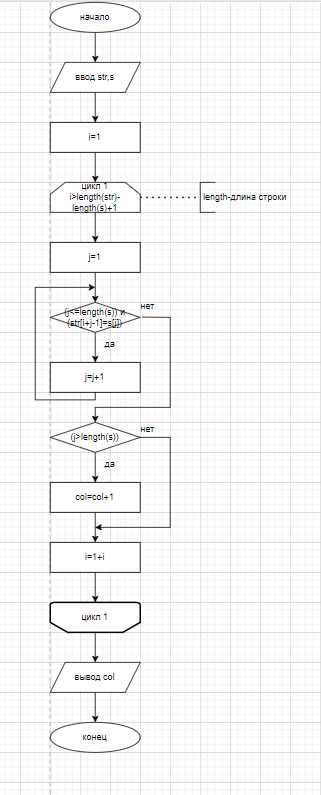 начало
ввод str,s
i=1
цикл 1
i>length(str)-
length(s)+1
length-длина строки
j=1
(j<=length(s)) и
(str[i+j-1]=s[j])
нет
да
j=j+1
(j>length(s))
нет
да
col=col+1
i=1+i
цикл 1
вывод col
конец